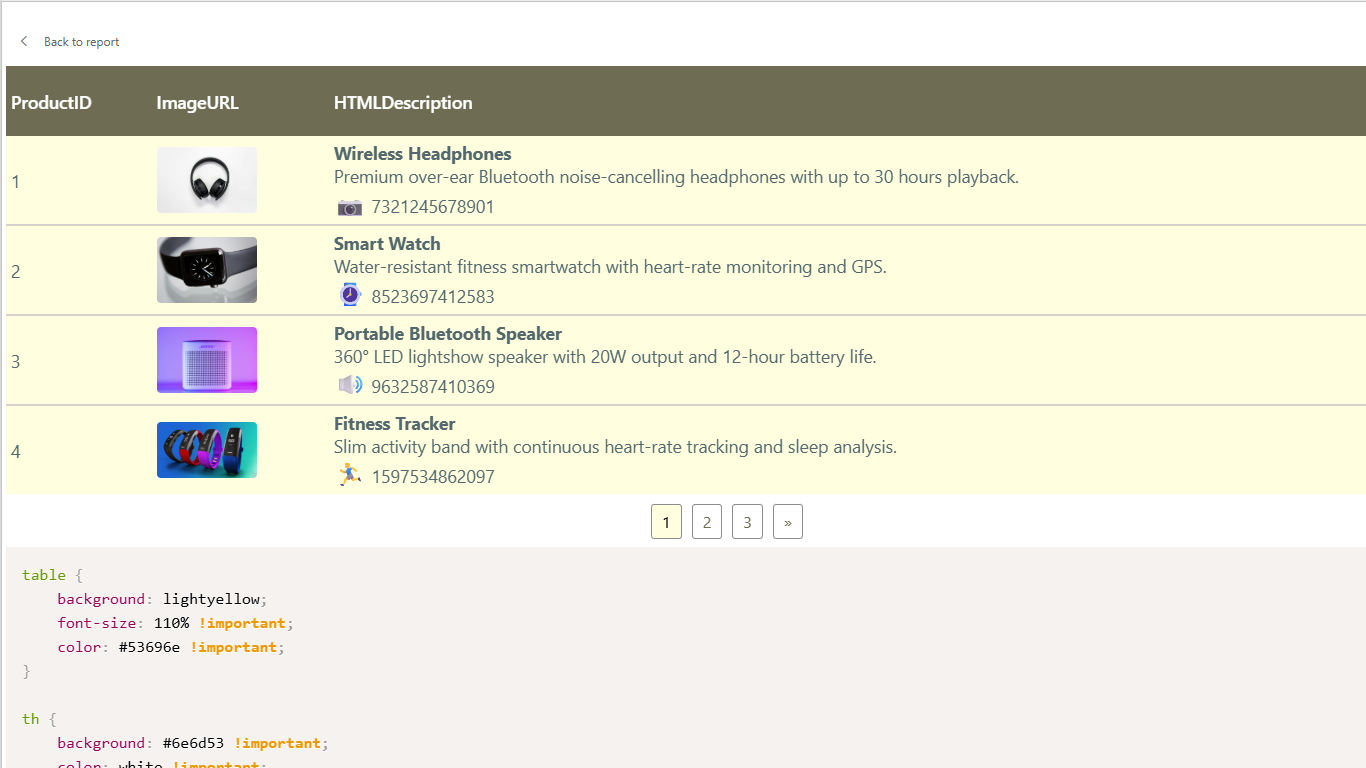 Back to report
ProductID ImageURL HTMLDescription
Wireless Headphones
1 Premium over-ear Bluetooth noise-cancelling headphones with up to 30 hours playback.
7321245678901
Smart Watch
2 Water-resistant fitness smartwatch with heart-rate monitoring and GPS.
8523697412583
Portable Bluetooth Speaker
3 360° LED lightshow speaker with 20W output and 12-hour battery life.
9632587410369
Fitness Tracker
4 Slim activity band with continuous heart-rate tracking and sleep analysis.
1597534862097
1 2 3 »
table {
    background: lightyellow;
    font-size: 110% !important;
    color: #53696e !important;
}
th {
    background: #6e6d53 !important;
    color: white !important;